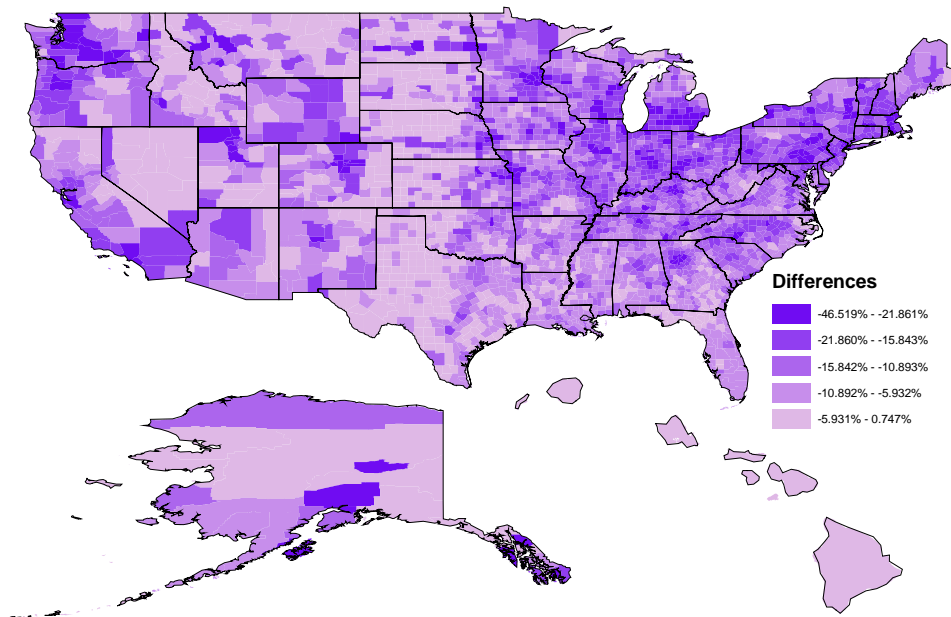 Differences
-46.519% - -21.861%
-21.860% - -15.843%
-15.842% - -10.893%
-10.892% - -5.932%
-5.931% - 0.747%